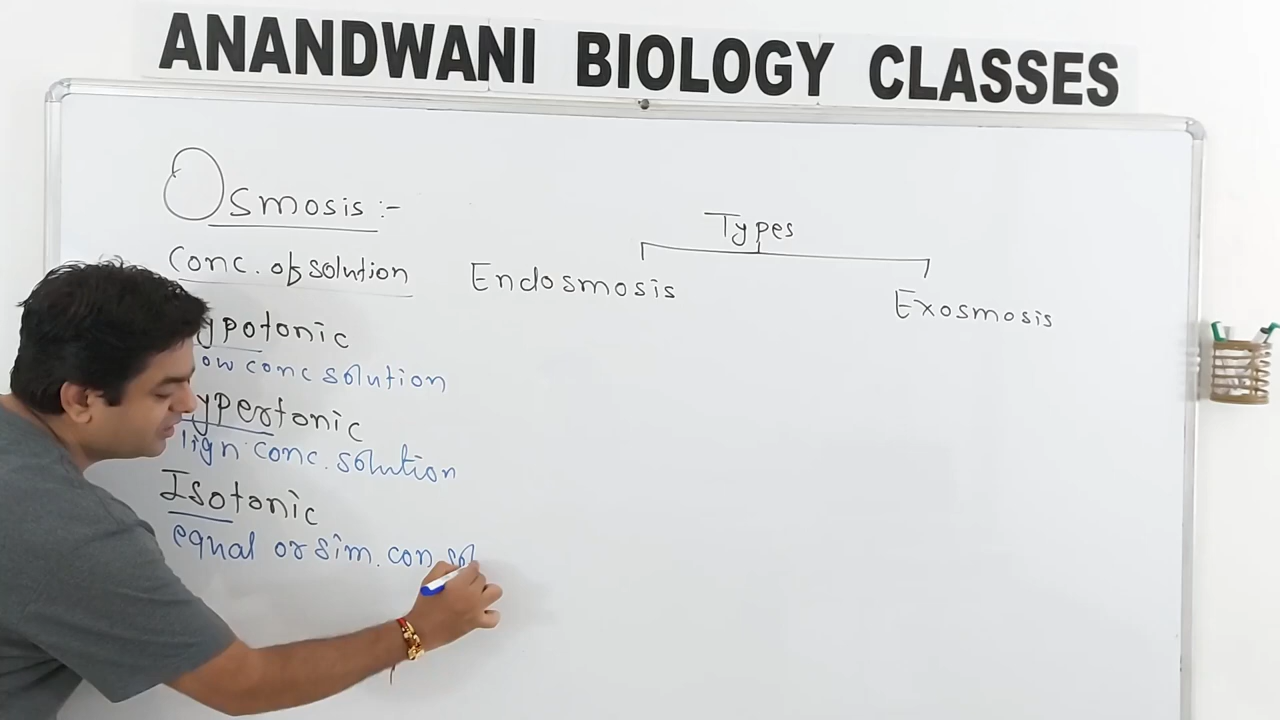 ANANDWANI BIOLOGY CLASSES
Osmosis :-
Conc. of solution
ypotonic
ow conc solution
ypertonic
conc. solution
Isotonic
equal or sim. con sol
Types
Endosmosis
Exosmosis